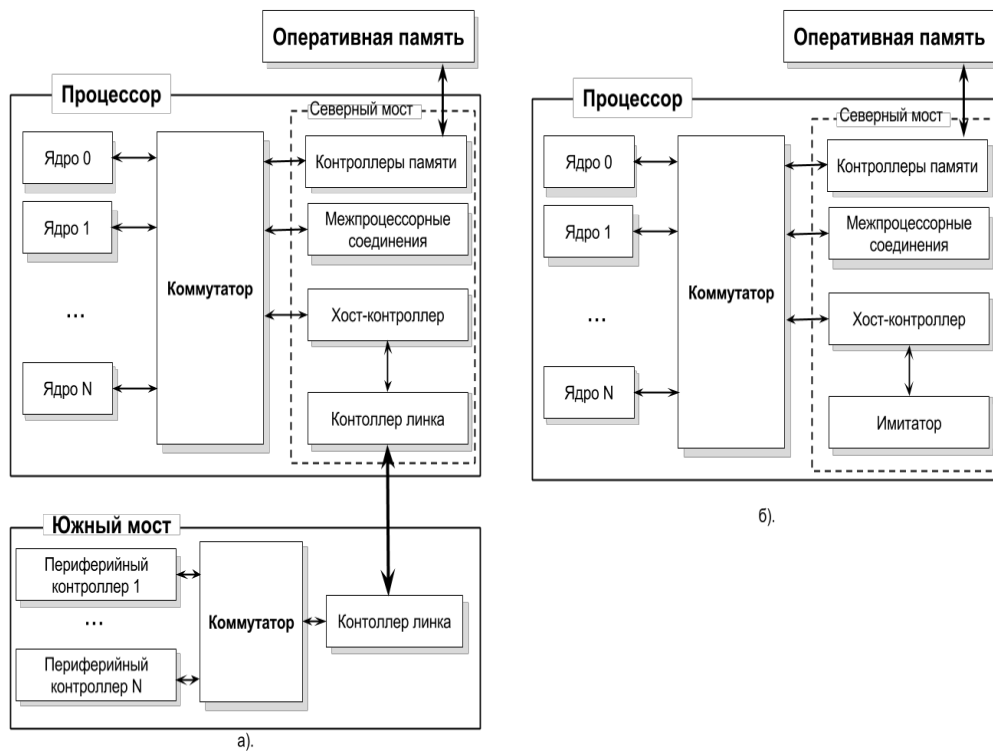 Оперативная память
Процессор
Северный мост
Ядро 0
Ядро 1
...
Ядро N
Коммутатор
Контроллеры памяти
Межпроцессорные
соединения
Хост-контроллер
Контоллер линка
Южный мост
Периферийный
контроллер 1
...
Периферийный
контроллер N
Коммутатор
Контоллер линка
а).
Оперативная память
Процессор
Северный мост
Ядро 0
Ядро 1
...
Ядро N
Коммутатор
Контроллеры памяти
Межпроцессорные
соединения
Хост-контроллер
Имитатор
б).